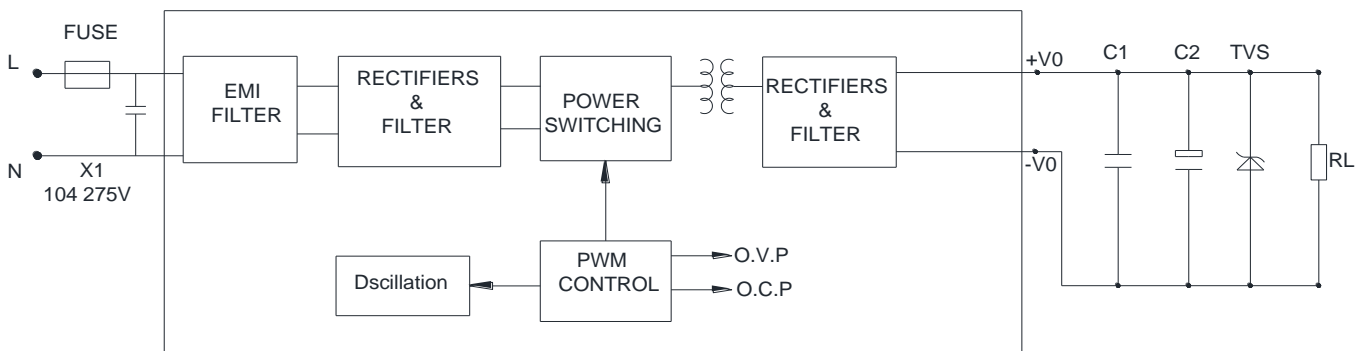 FUSE
L
N
X1
104 275V
EMI
FILTER
RECTIFIERS
&
FILTER
POWER
SWITCHING
RECTIFIERS
&
FILTER
+V0
-V0
C1
C2
TVS
RL
Dscillation
PWM
CONTROL
O.V.P
O.C.P